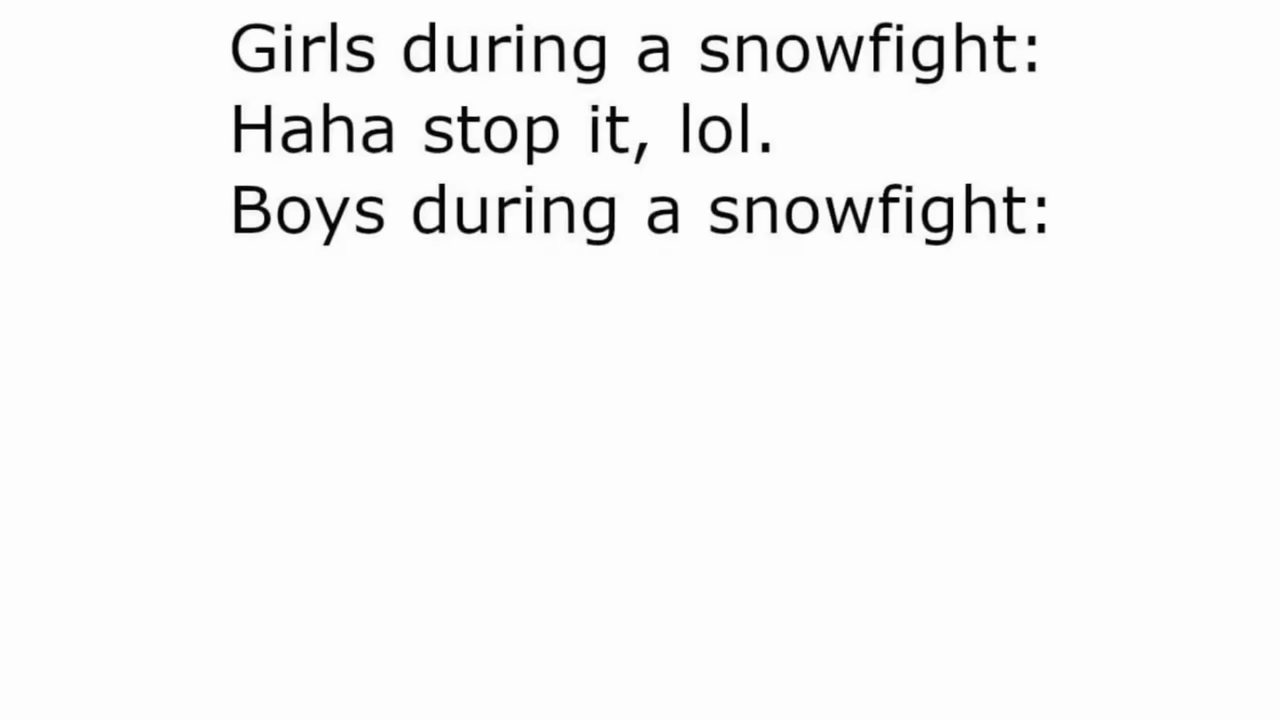 Girls during a snowfight:
Haha stop it, lol.
Boys during a snowfight: